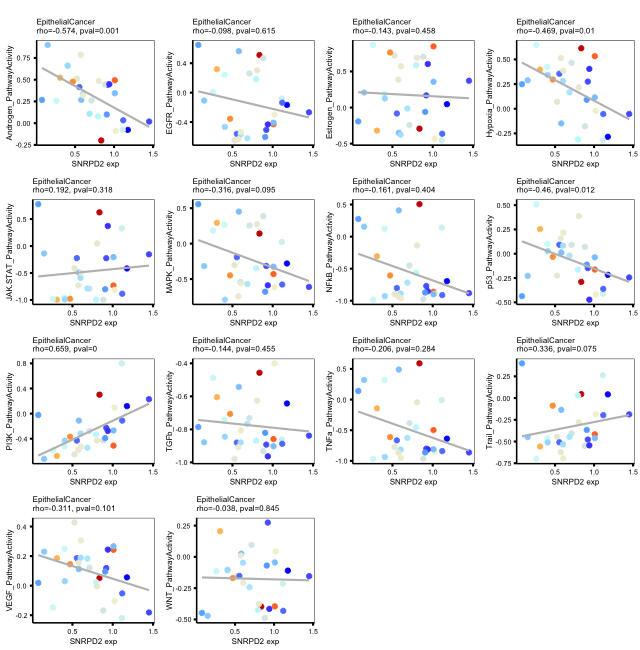 EpithelialCancer
rho=-0.574, pval=0.001
Androgen_PathwayActivity
0.75
0.50
0.25
0.00
-0.25
0.5
1.0
1.5
SNRPD2 exp
EpithelialCancer
rho=-0.098, pval=0.615
EGFR_PathwayActivity
0.4
0.0
-0.4
0.5
1.0
1.5
SNRPD2 exp
EpithelialCancer
rho=-0.143, pval=0.458
Estrogen_PathwayActivity
0.5
0.0
-0.5
0.5
1.0
1.5
SNRPD2 exp
EpithelialCancer
rho=-0.469, pval=0.01
Hypoxia_PathwayActivity
0.50
0.25
0.00
-0.25
0.5
1.0
1.5
SNRPD2 exp
EpithelialCancer
rho=0.192, pval=0.318
JAK.STAT_PathwayActivity
0.5
0.0
-0.5
-1.0
0.5
1.0
1.5
SNRPD2 exp
EpithelialCancer
rho=-0.316, pval=0.095
MAPK_PathwayActivity
0.5
0.0
-0.5
0.5
1.0
1.5
SNRPD2 exp
EpithelialCancer
rho=-0.161, pval=0.404
NFkB_PathwayActivity
0.5
0.0
-0.5
-1.0
0.5
1.0
1.5
SNRPD2 exp
EpithelialCancer
rho=-0.46, pval=0.012
p53_PathwayActivity
0.50
0.25
0.00
-0.25
-0.50
0.5
1.0
1.5
SNRPD2 exp
EpithelialCancer
rho=0.659, pval=0
PI3K_PathwayActivity
0.8
0.4
0.0
-0.4
0.5
1.0
1.5
SNRPD2 exp
EpithelialCancer
rho=-0.144, pval=0.455
TGFb_PathwayActivity
-0.4
-0.6
-0.8
-1.0
0.5
1.0
1.5
SNRPD2 exp
EpithelialCancer
rho=-0.206, pval=0.284
TNFa_PathwayActivity
0.5
0.0
-0.5
-1.0
0.5
1.0
1.5
SNRPD2 exp
EpithelialCancer
rho=0.336, pval=0.075
Trail_PathwayActivity
0.25
0.00
-0.25
-0.50
-0.75
0.5
1.0
1.5
SNRPD2 exp
EpithelialCancer
rho=-0.311, pval=0.101
VEGF_PathwayActivity
0.4
0.2
0.0
-0.2
0.5
1.0
1.5
SNRPD2 exp
EpithelialCancer
rho=-0.038, pval=0.845
WNT_PathwayActivity
0.25
0.00
-0.25
-0.50
0.5
1.0
1.5
SNRPD2 exp